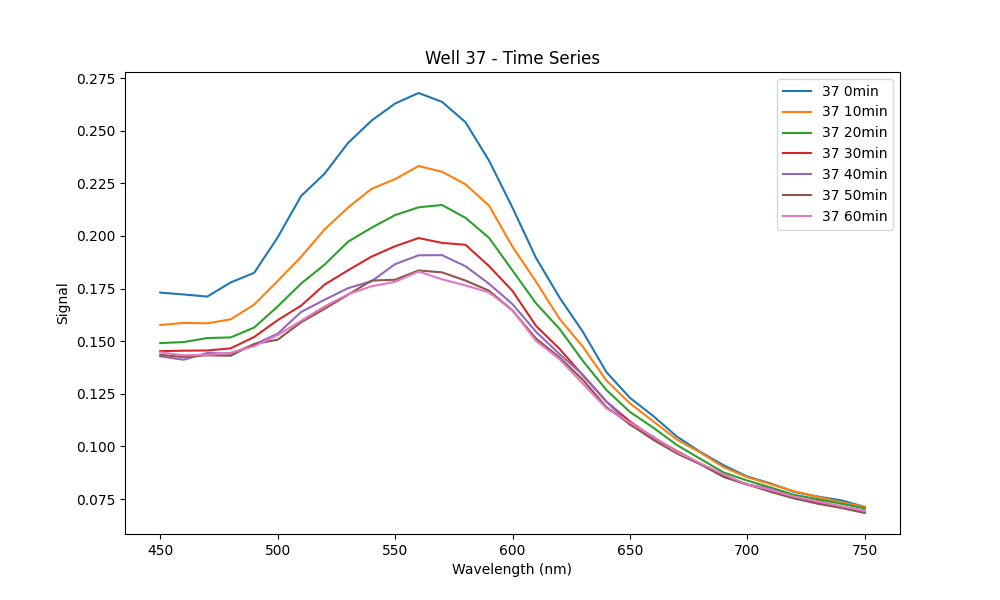 Well 37 - Time Series
Signal
0.275
0.250
0.225
0.200
0.175
0.150
0.125
0.100
0.075
37 0min
37 10min
37 20min
37 30min
37 40min
37 50min
37 60min
450 500 550 600 650 700 750
Wavelength (nm)